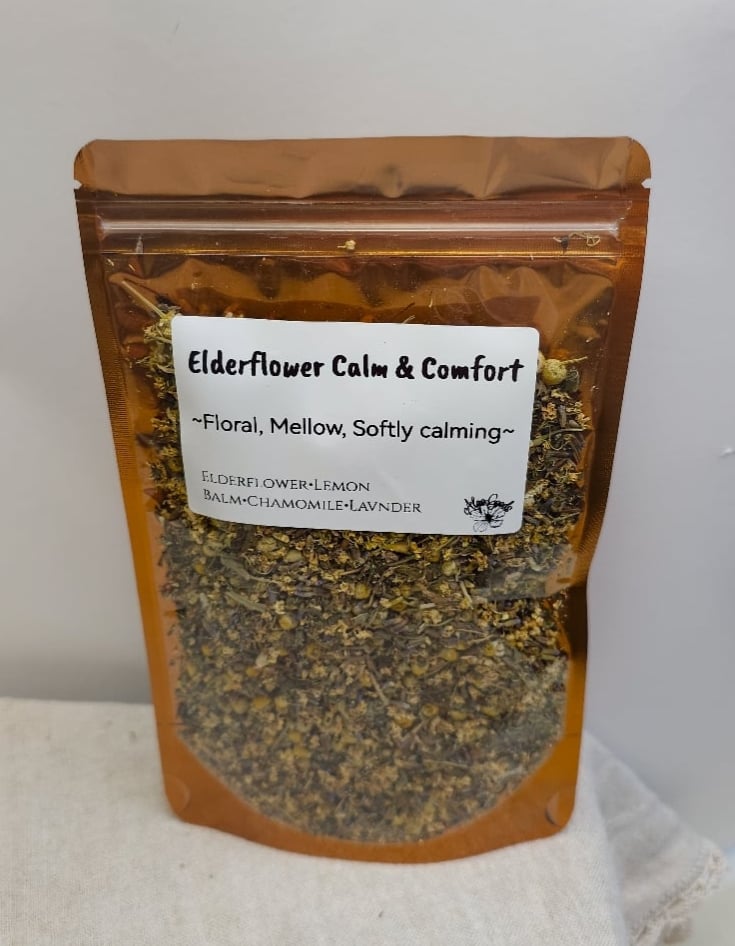 Elderflower Calm & Comfort
~Floral, Mellow, Softly calming~
Elderflower•Lemon
Balm•Chamomile•Lavnder